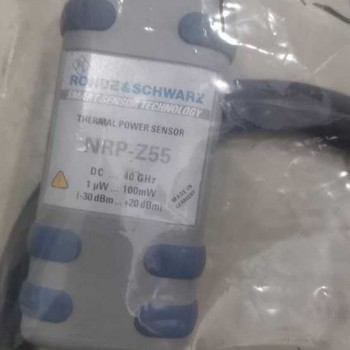 ROHDE&SCHWARZ
SMART SENSOR TECHNOLOGY
THERMAL POWER SENSOR
NRP-Z55
DC ... 40 GHz
1 µW ... 100mW
(-30 dBm ... +20 dBm)
MADE IN
GERMANY